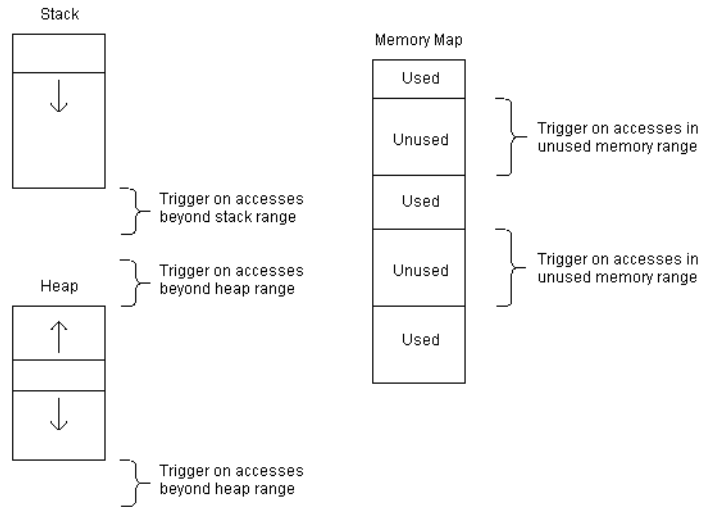 Stack
Trigger on accesses
beyond stack range
Trigger on accesses
beyond heap range
Heap
Trigger on accesses
beyond heap range
Memory Map
Used
Unused
Trigger on accesses in
unused memory range
Used
Unused
Trigger on accesses in
unused memory range
Used